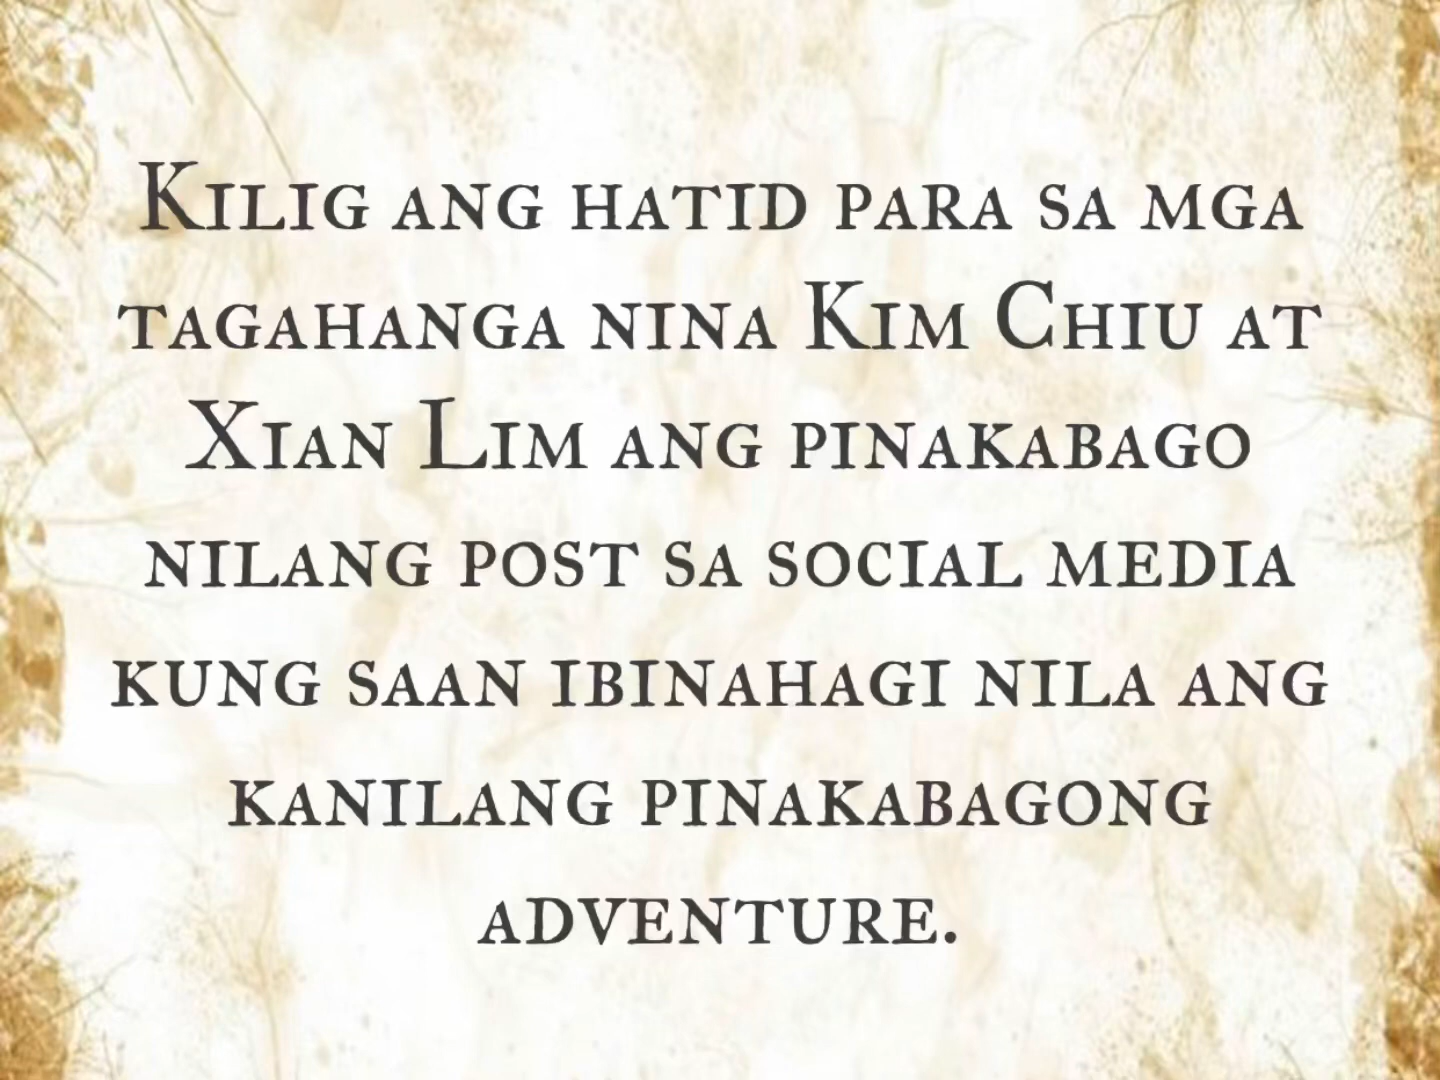 Kilig ang hatid para sa mga
tagahanga nina Kim Chiu at
Xian Lim ang pinakabago
nilang post sa social media
kung saan ibinahagi nila ang
kanilang pinakabagong
adventure.